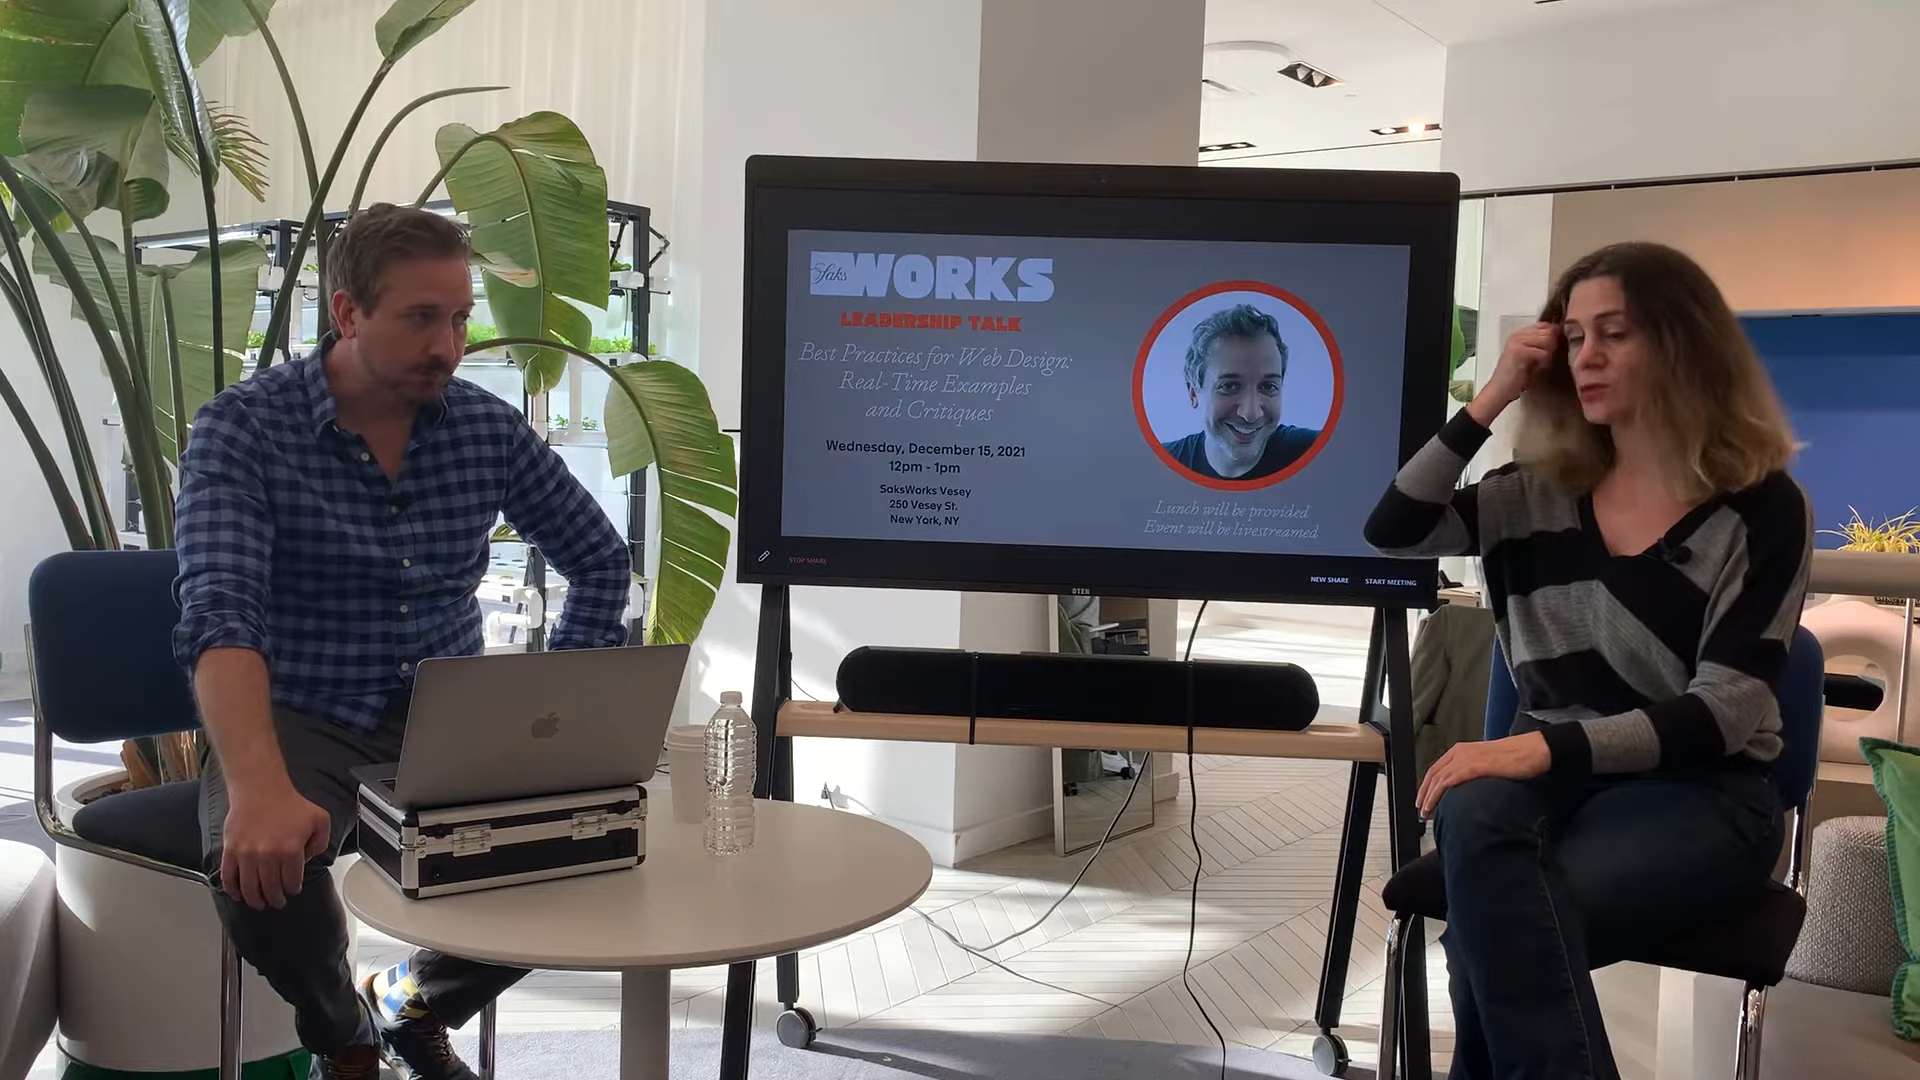 Saks WORKS
LEADERSHIP TALK
Best Practices for Web Design:
Real-Time Examples
and Critiques
Wednesday, December 15, 2021
12pm - 1pm
SaksWorks Vesey
250 Vesey St.
New York, NY
Lunch will be provided
Event will be livestreamed
STOP SHARE
NEW SHARE
START MEETING
DTEN